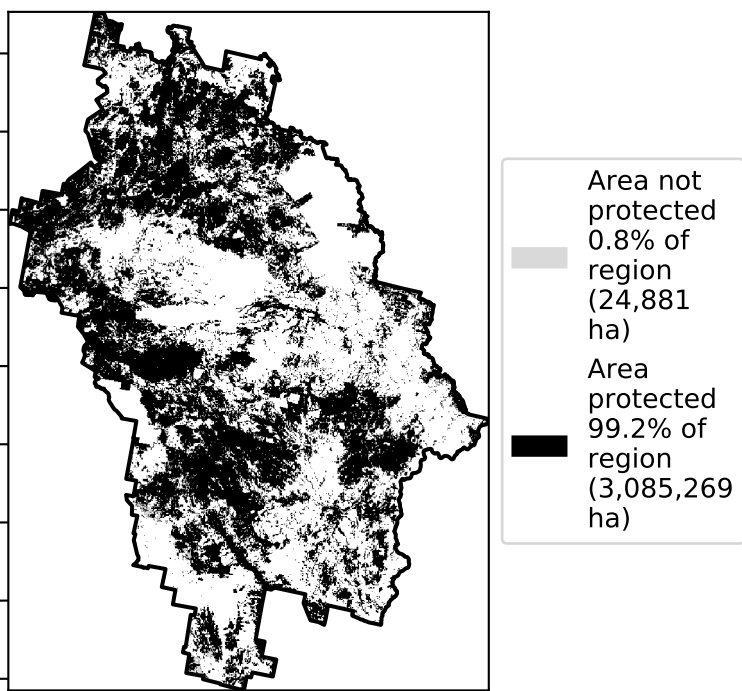 Area not
protected
0.8% of
region
(24,881
ha)
Area
protected
99.2% of
region
(3,085,269
ha)